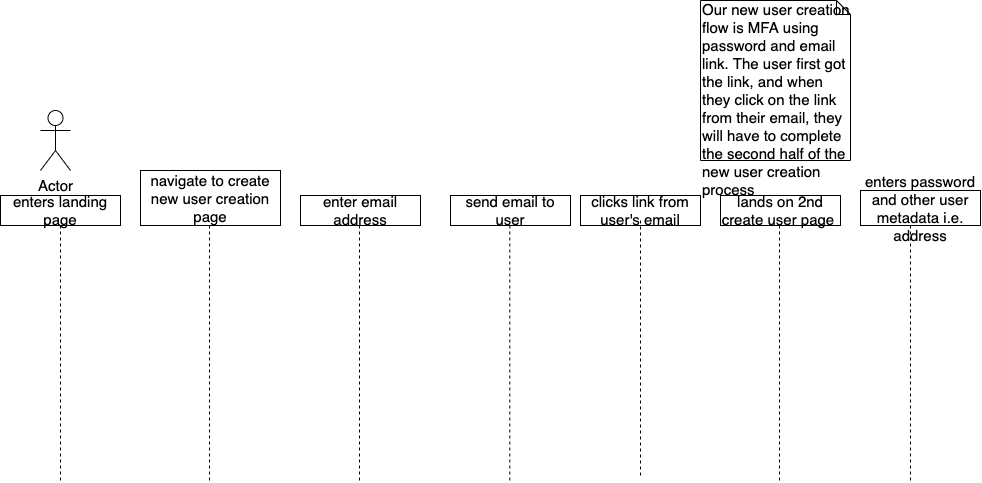 Our new user creation
flow is MFA using
password and email
link. The user first got
the link, and when
they click on the link
from their email, they
will have to complete
the second half of the
new user creation
process
Actor
enters landing
page
navigate to create
new user creation
page
enter email
address
send email to
user
clicks link from
user's email
lands on 2nd
create user page
enters password
and other user
metadata i.e.
address